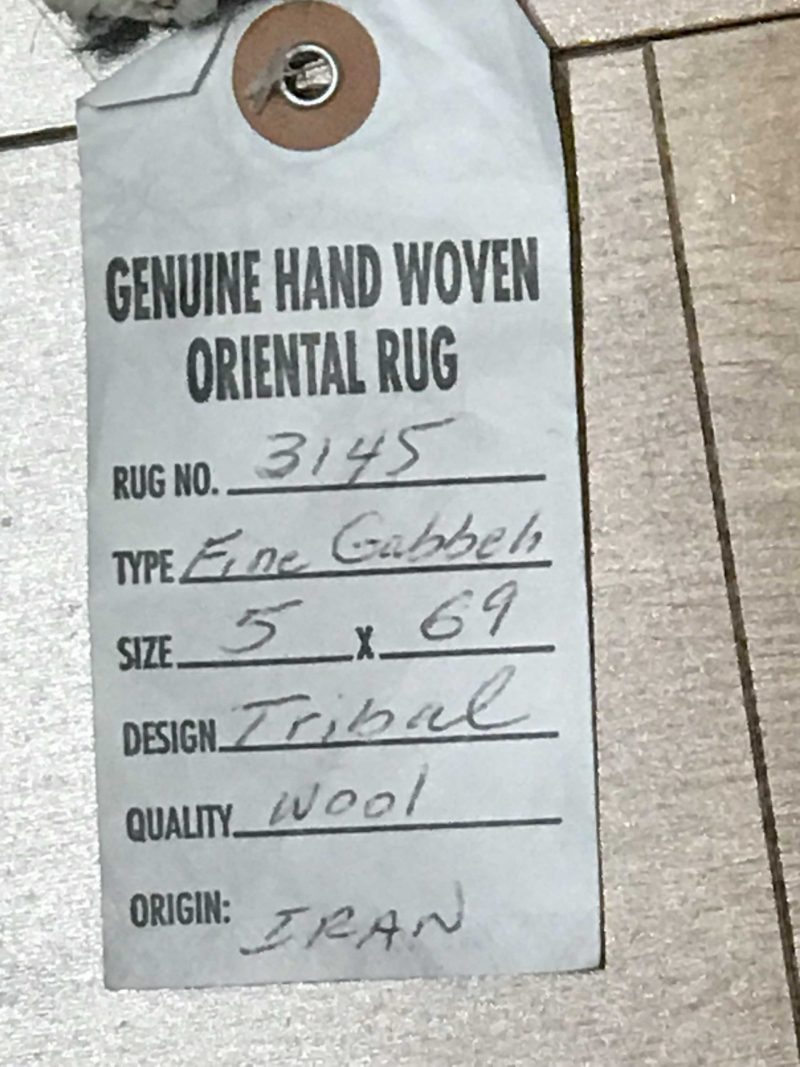 GENUINE HAND WOVEN
ORIENTAL RUG
RUG NO. 3145
TYPE Fine Gabbeh
SIZE 5 X 69
DESIGN Tribal
QUALITY Wool
ORIGIN: IRAN